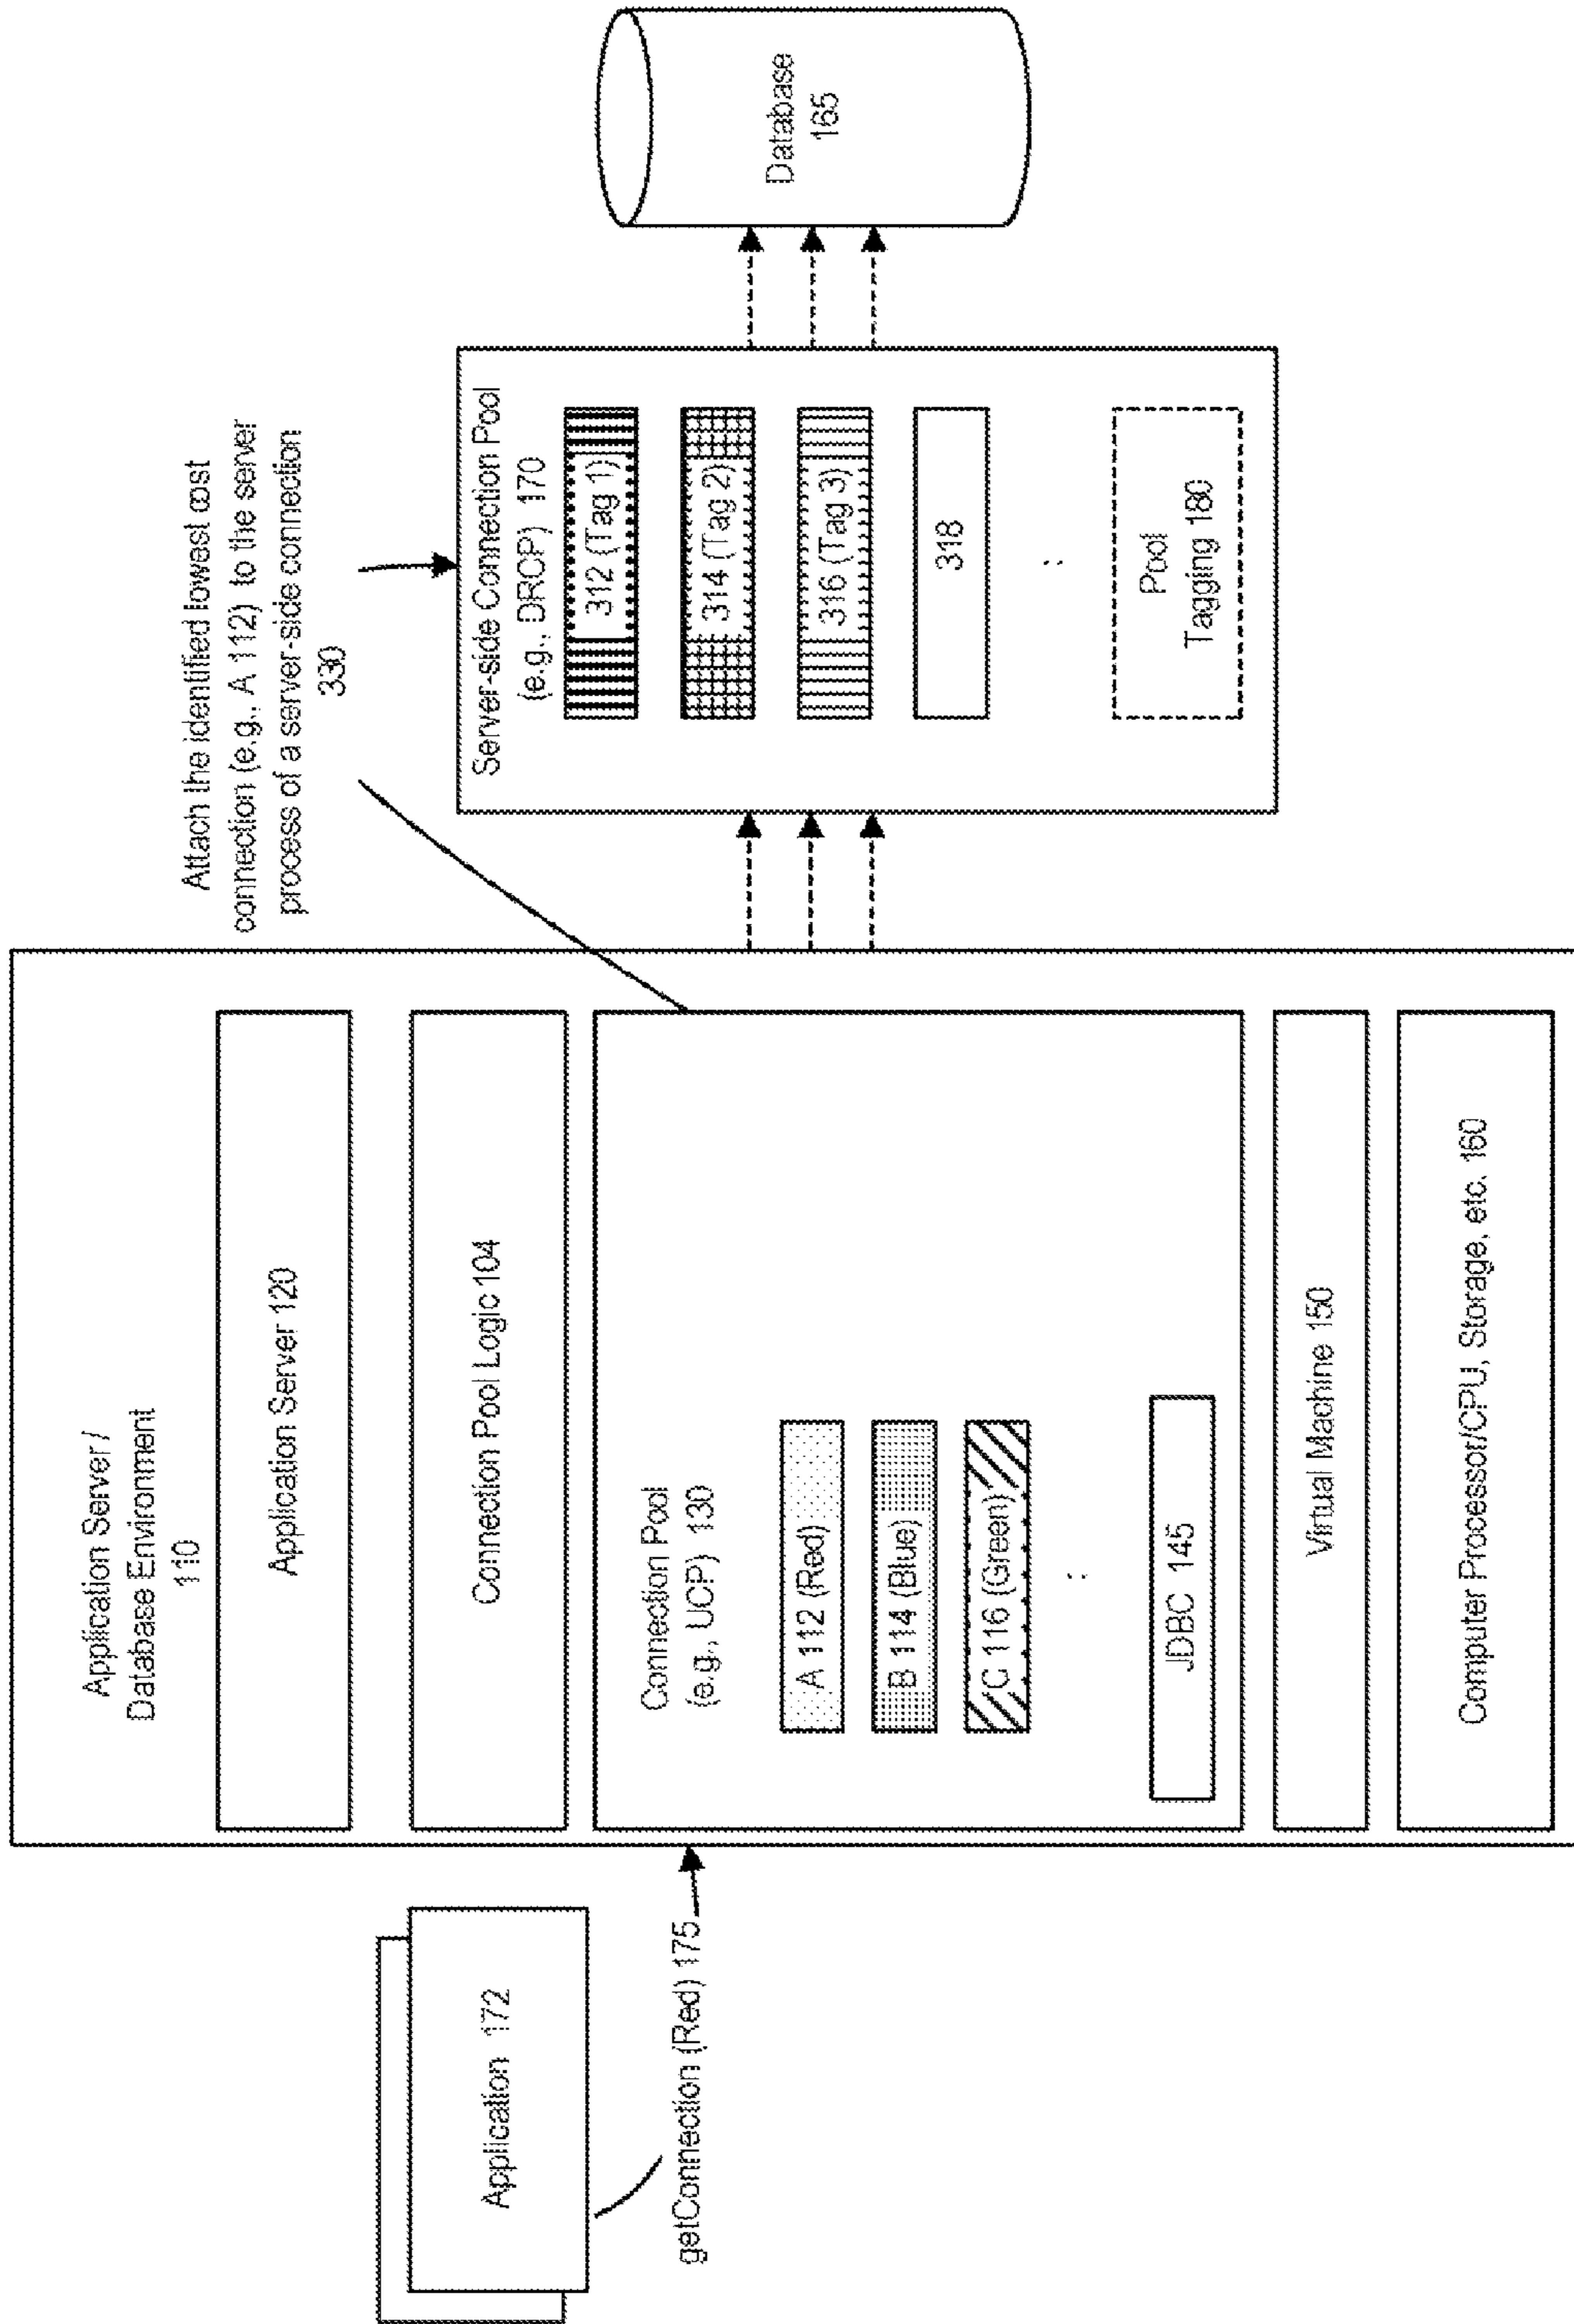 Application 172
getConnection (Red) 175
Application Server /
Database Environment
110
Application Server 120
Connection Pool Logic 104
Connection Pool
(e.g., UCP) 130
A 112 (Red)
B 114 (Blue)
C 116 (Green)
:
JDBC 145
Virtual Machine 150
Computer Processor/CPU, Storage, etc. 160
Attach the identified lowest cost
connection (e.g., A 112) to the server
process of a server-side connection
330
Server-side Connection Pool
(e.g., DRCP) 170
312 (Tag 1)
314 (Tag 2)
316 (Tag 3)
318
:
Pool
Tagging 180
Database
165